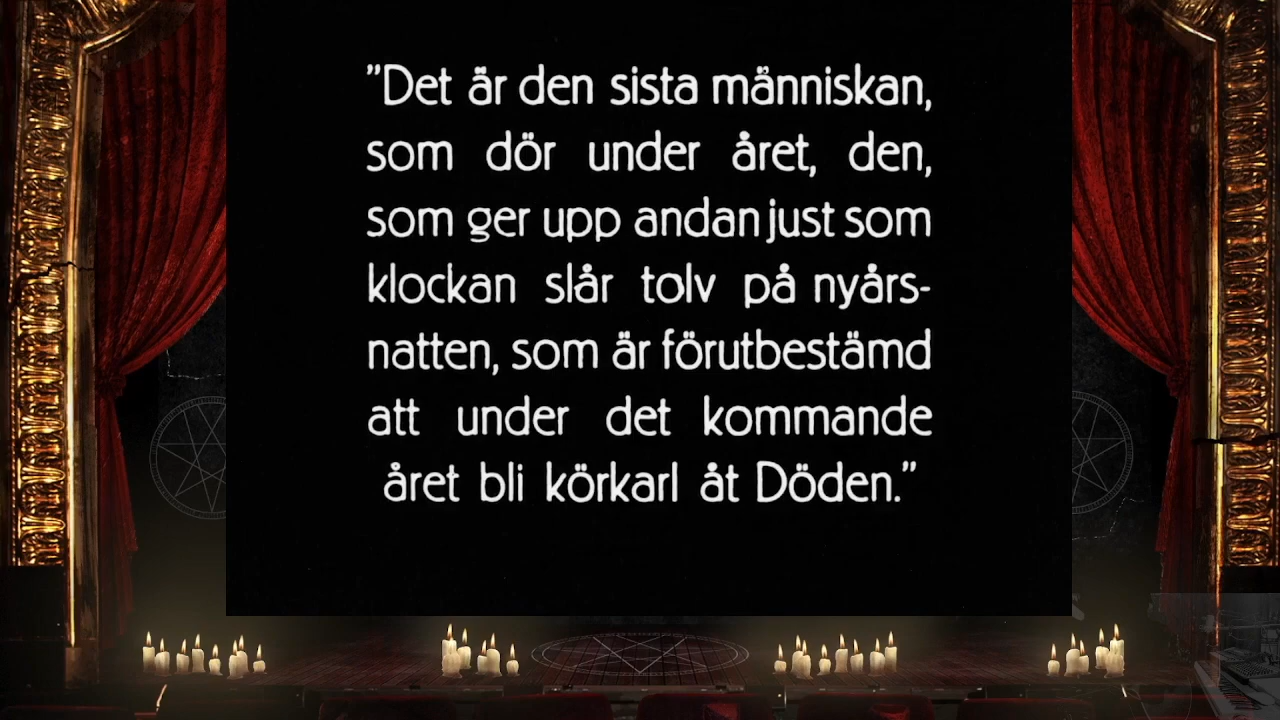 ”Det är den sista människan,
som dör under året, den,
som ger upp andan just som
klockan slår tolv på nyårs-
natten, som är förutbestämd
att under det kommande
året bli körkarl åt Döden.”